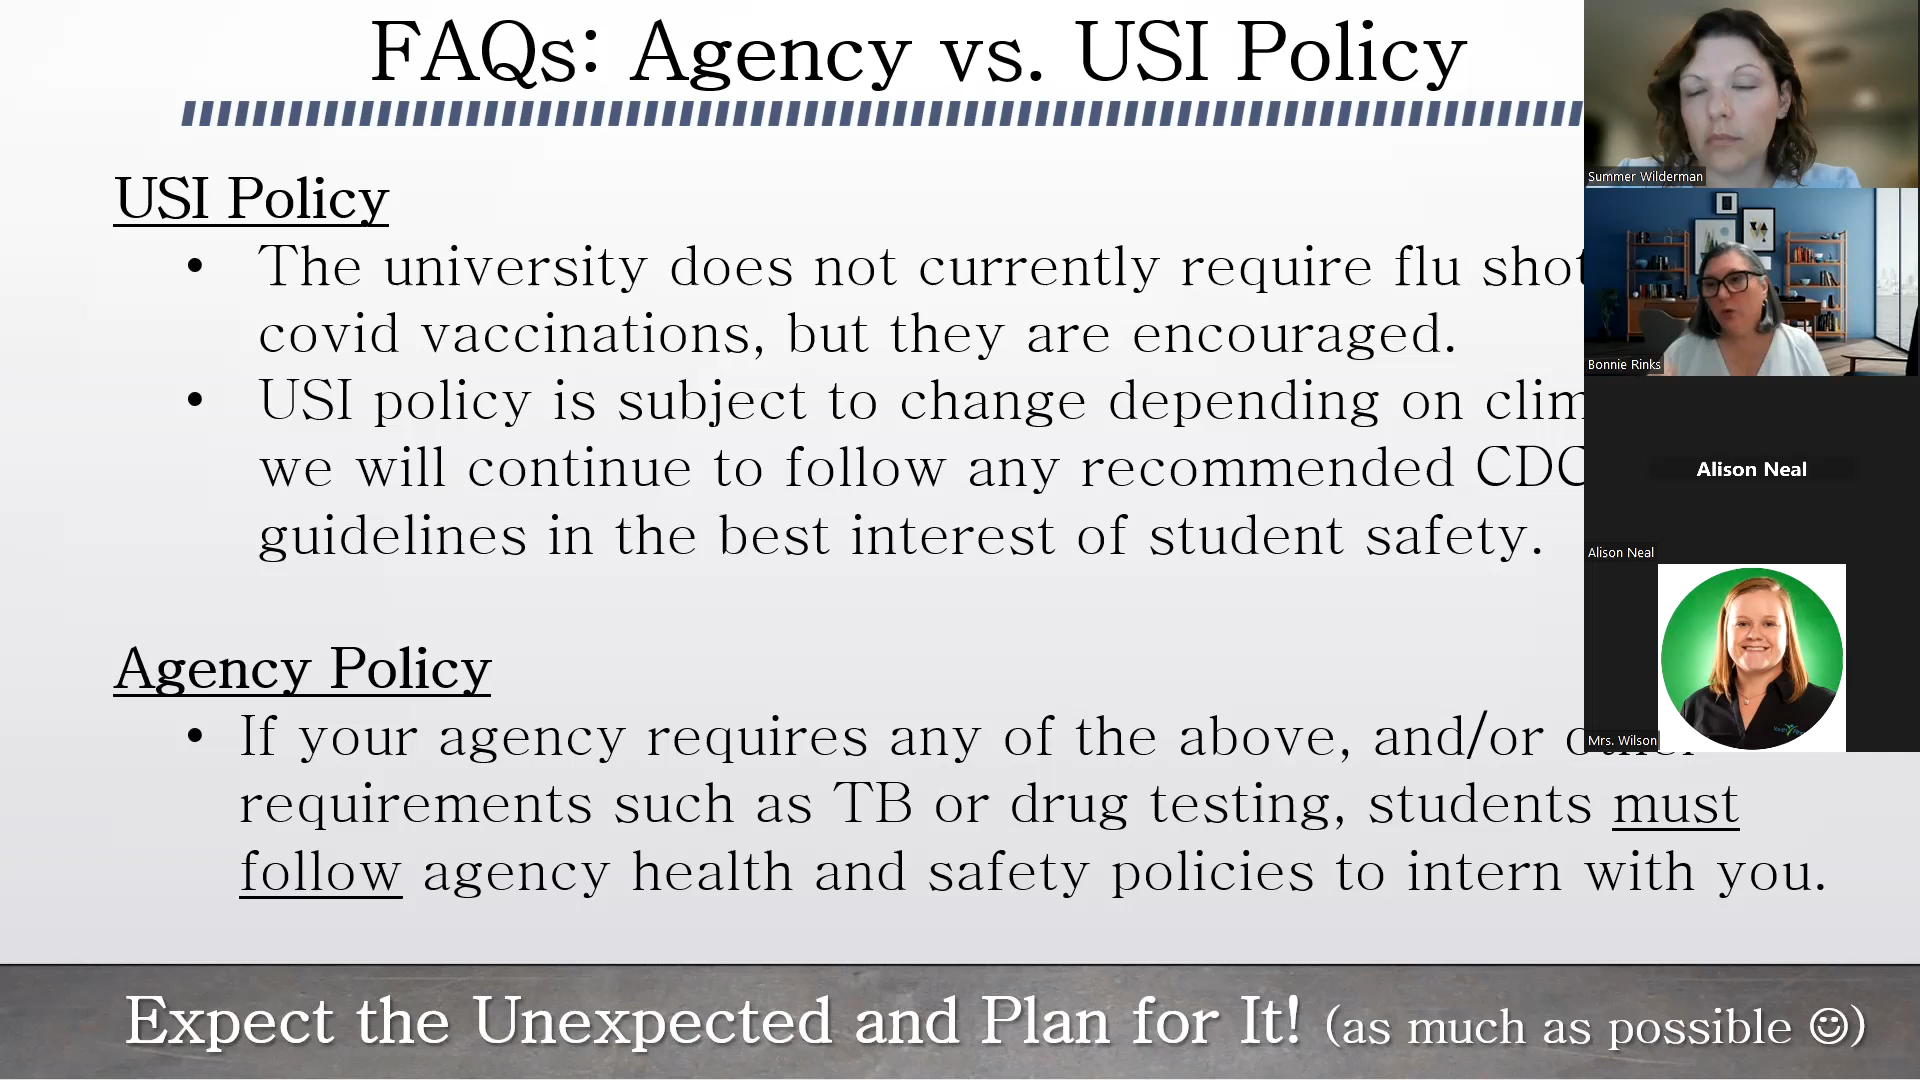 FAQs: Agency vs. USI Policy
USI Policy
• The university does not currently require flu shot
covid vaccinations, but they are encouraged.
• USI policy is subject to change depending on
we will continue to follow any recommended CDC
guidelines in the best interest of student safety.
Agency Policy
• If your agency requires any of the above, and/or other
requirements such as TB or drug testing, students must
follow agency health and safety policies to intern with you.
Expect the Unexpected and Plan for It! (as much as possible ☺)
Summer Wilderman
Bonnie Rinks
Alison Neal
Alison Neal
Mrs. Wilson